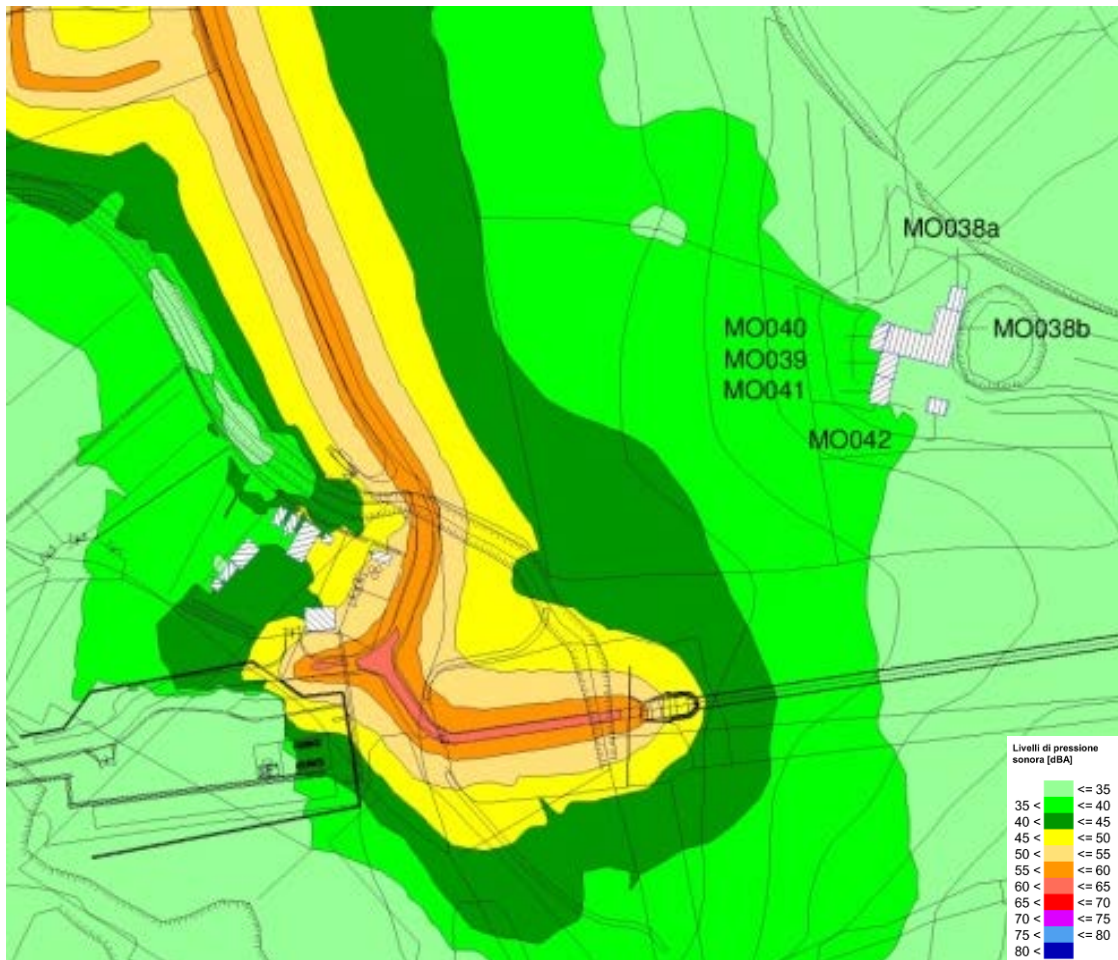 MO038a
MO040
MO038b
MO039
MO041
MO042
Livelli di pressione
sonora [dBA]
<= 35
35 < <= 40
40 < <= 45
45 < <= 50
50 < <= 55
55 < <= 60
60 < <= 65
65 < <= 70
70 < <= 75
75 < <= 80
80 <